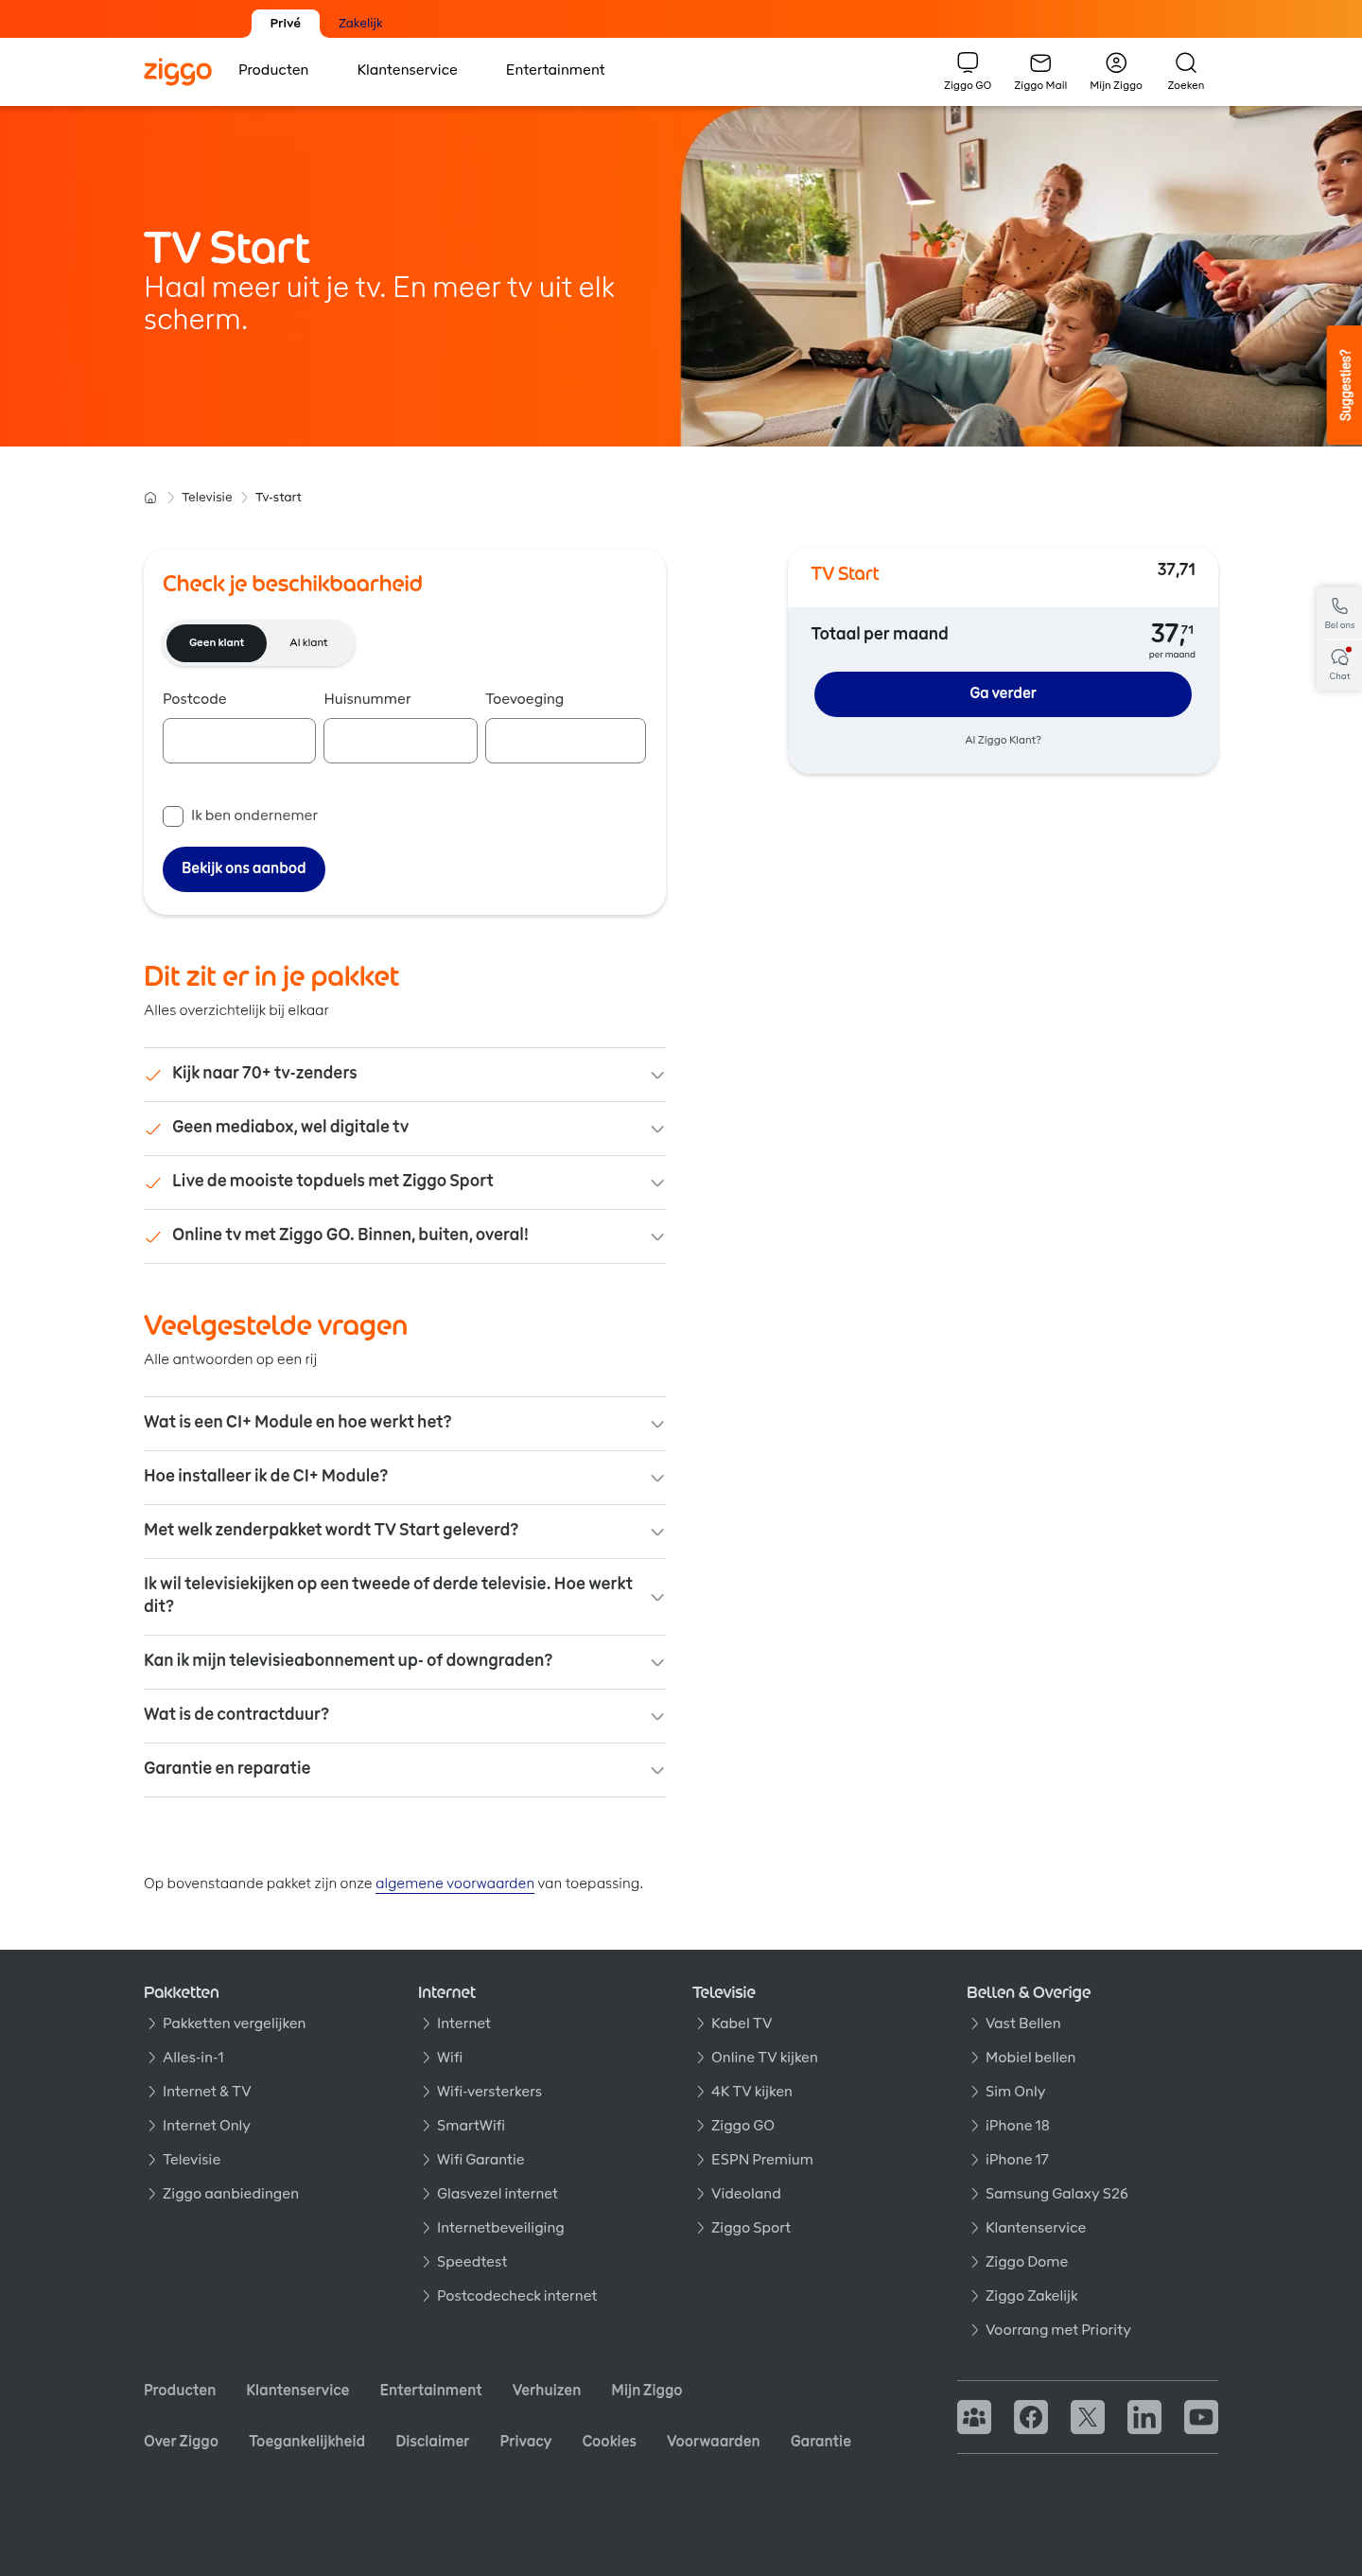 Privé
Zakelijk
ziggo
Producten
Klantenservice
Entertainment
Ziggo GO
Ziggo Mail
Mijn Ziggo
Zoeken
TV Start
Haal meer uit je tv. En meer tv uit elk
scherm.
Suggesties?
Televisie
Tv-start
Check je beschikbaarheid
Geen klant
Al klant
Postcode
Huisnummer
Toevoeging
Ik ben ondernemer
Bekijk ons aanbod
TV Start
37,71
Totaal per maand
37,71
per maand
Ga verder
Al Ziggo Klant?
Bel ons
Chat
Dit zit er in je pakket
Alles overzichtelijk bij elkaar
Kijk naar 70+ tv-zenders
Geen mediabox, wel digitale tv
Live de mooiste topduels met Ziggo Sport
Online tv met Ziggo GO. Binnen, buiten, overal!
Veelgestelde vragen
Alle antwoorden op een rij
Wat is een CI+ Module en hoe werkt het?
Hoe installeer ik de CI+ Module?
Met welk zenderpakket wordt TV Start geleverd?
Ik wil televisiekijken op een tweede of derde televisie. Hoe werkt
dit?
Kan ik mijn televisieabonnement up- of downgraden?
Wat is de contractduur?
Garantie en reparatie
Op bovenstaande pakket zijn onze algemene voorwaarden van toepassing.
Pakketten
Pakketten vergelijken
Alles-in-1
Internet & TV
Internet Only
Televisie
Ziggo aanbiedingen
Internet
Internet
Wifi
Wifi-versterkers
SmartWifi
Wifi Garantie
Glasvezel internet
Internetbeveiliging
Speedtest
Postcodecheck internet
Televisie
Kabel TV
Online TV kijken
4K TV kijken
Ziggo GO
ESPN Premium
Videoland
Ziggo Sport
Bellen & Overige
Vast Bellen
Mobiel bellen
Sim Only
iPhone 18
iPhone 17
Samsung Galaxy S26
Klantenservice
Ziggo Dome
Ziggo Zakelijk
Voorrang met Priority
Producten
Klantenservice
Entertainment
Verhuizen
Mijn Ziggo
Over Ziggo
Toegankelijkheid
Disclaimer
Privacy
Cookies
Voorwaarden
Garantie